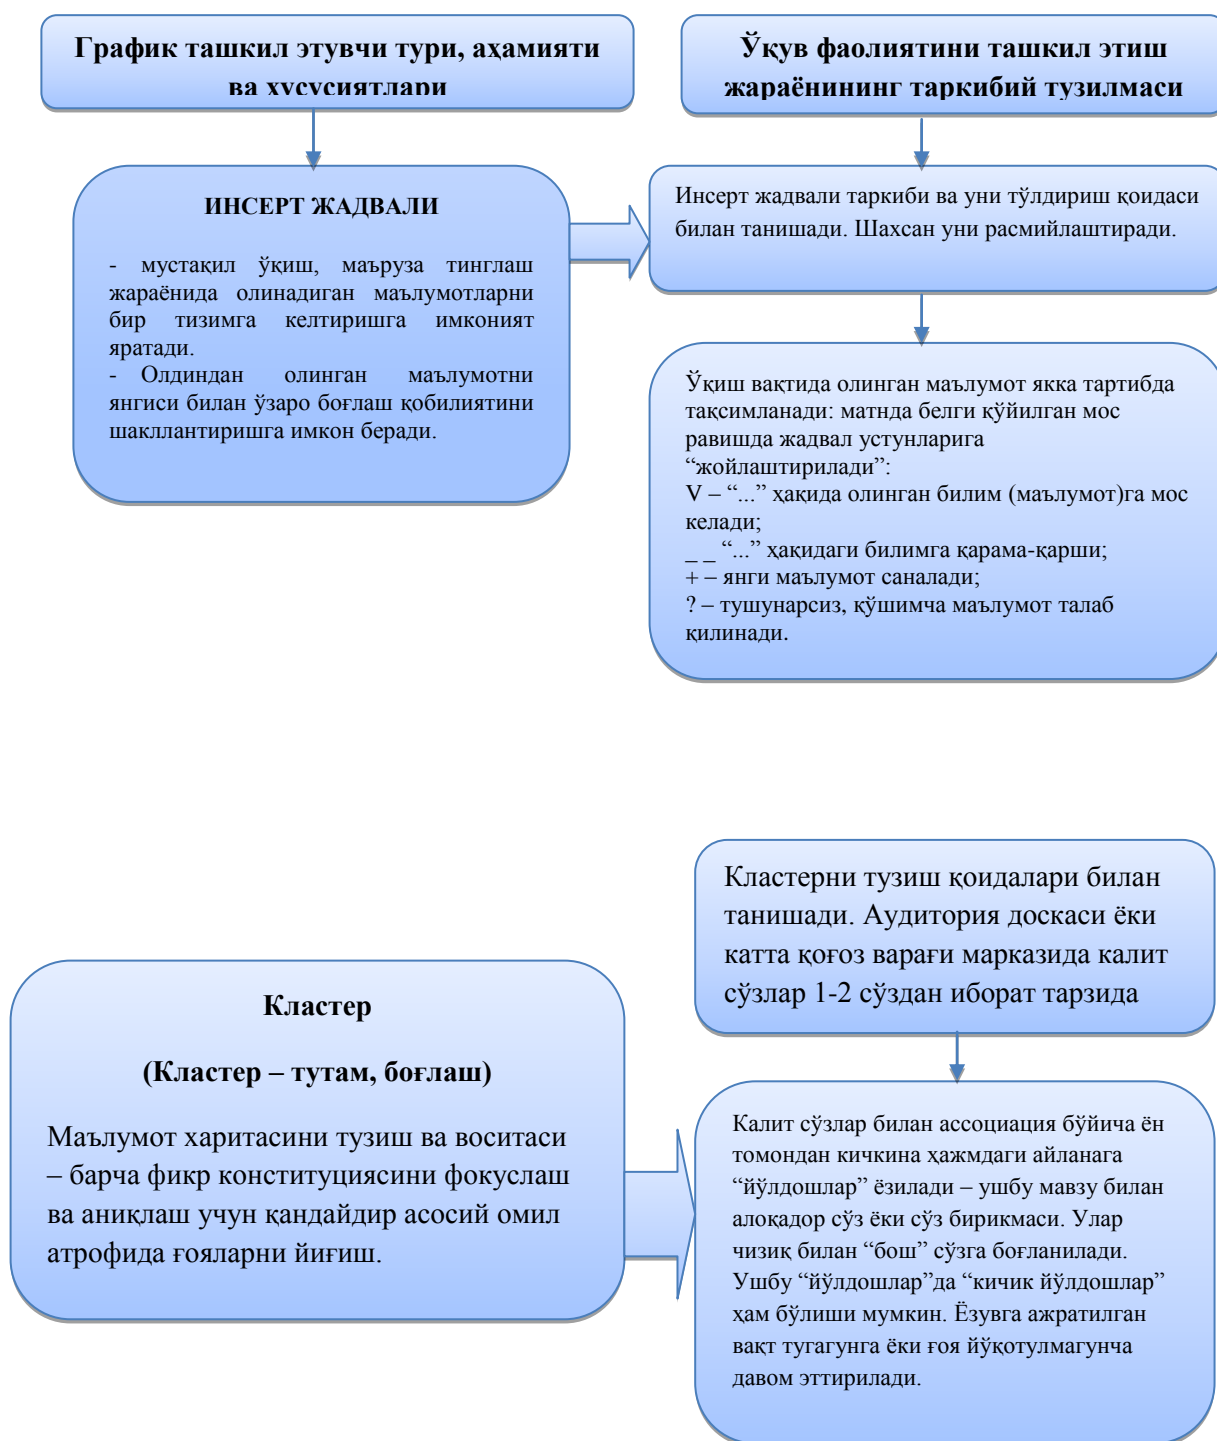 График ташкил этувчи тури, аҳамияти
ва хусусиятлари
Ўқув фаолиятини ташкил этиш
жараёнининг таркибий тузилмаси
ИНСЕРТ ЖАДВАЛИ
- мустақил ўқиш, маъруза тинглаш
жараёнида олинадиган маълумотларни
бир тизимга келтиришга имконият
яратади.
- Олдиндан олинган маълумотни
янгиси билан ўзаро боғлаш қобилиятини
шакллантиришга имкон беради.
Инсерт жадвали таркиби ва уни тўлдириш қоидаси
билан танишади. Шахсан уни расмийлаштиради.
Ўқиш вақтида олинган маълумот якка тартибда
тақсимланади: матнда белги қўйилган мос
равишда жадвал устунларига
“жойлаштирилади”:
V – “...” ҳақида олинган билим (маълумот)га мос
келади;
_ _ “...” ҳақидаги билимга қарама-қарши;
+ – янги маълумот саналади;
? – тушунарсиз, қўшимча маълумот талаб
қилинади.
Кластер
(Кластер – тутам, боғлаш)
Маълумот харитасини тузиш ва воситаси
– барча фикр конституциясини фокуслаш
ва аниқлаш учун қандайдир асосий омил
атрофида ғояларни йиғиш.
Кластерни тузиш қоидалари билан
танишади. Аудитория доскаси ёки
катта қоғоз варағи марказида калит
сўзлар 1-2 сўздан иборат тарзида
Калит сўзлар билан ассоциация бўйича ён
томондан кичкина ҳажмдаги айланага
“йўлдошлар” ёзилади – ушбу мавзу билан
алоқадор сўз ёки сўз бирикмаси. Улар
чизиқ билан “бош” сўзга боғланилади.
Ушбу “йўлдошлар”да “кичик йўлдошлар”
ҳам бўлиши мумкин. Ёзувга ажратилган
вақт тугагунга ёки ғоя йўқотулмагунча
давом эттирилади.